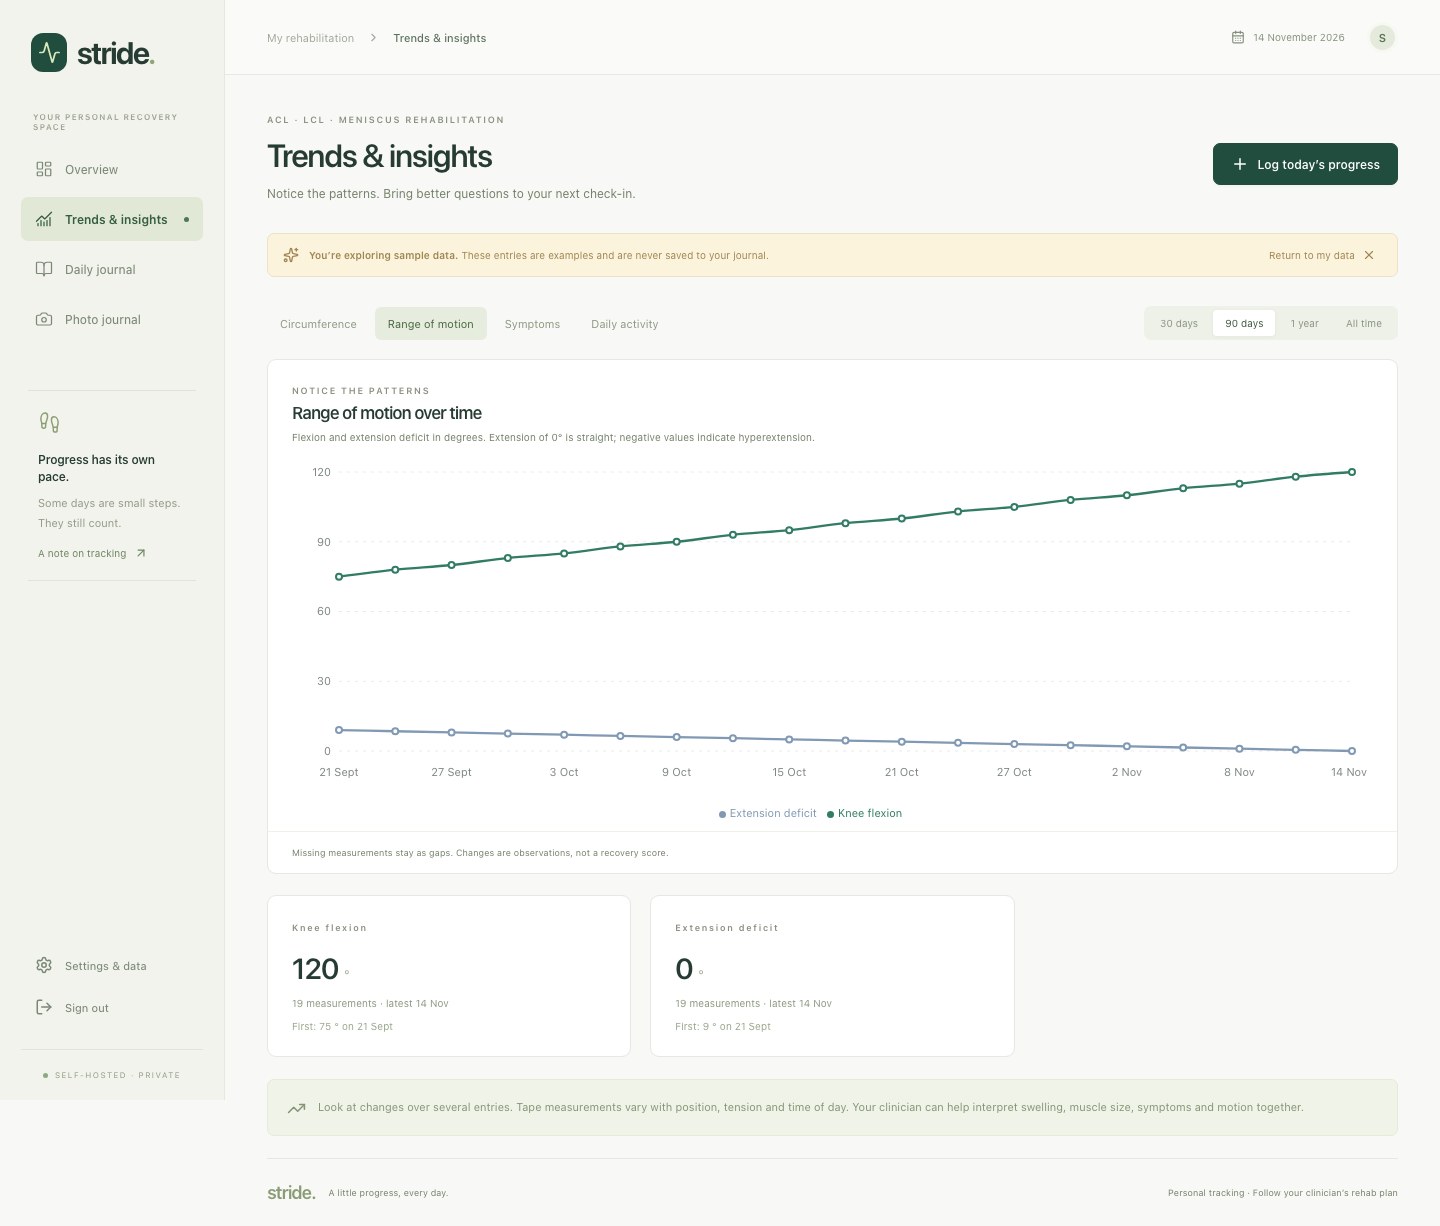 stride.
My rehabilitation
Trends & insights
14 November 2026
S
YOUR PERSONAL RECOVERY
SPACE
Overview
Trends & insights
Daily journal
Photo journal
Progress has its own
pace.
Some days are small steps.
They still count.
A note on tracking
Settings & data
Sign out
SELF-HOSTED · PRIVATE
ACL · LCL · MENISCUS REHABILITATION
Trends & insights
Notice the patterns. Bring better questions to your next check-in.
Log today's progress
You're exploring sample data. These entries are examples and are never saved to your journal.
Return to my data
Circumference
Range of motion
Symptoms
Daily activity
30 days
90 days
1 year
All time
NOTICE THE PATTERNS
Range of motion over time
Flexion and extension deficit in degrees. Extension of 0° is straight; negative values indicate hyperextension.
120
90
60
30
0
21 Sept
27 Sept
3 Oct
9 Oct
15 Oct
21 Oct
27 Oct
2 Nov
8 Nov
14 Nov
Extension deficit
Knee flexion
Missing measurements stay as gaps. Changes are observations, not a recovery score.
Knee flexion
120 °
19 measurements · latest 14 Nov
First: 75 ° on 21 Sept
Extension deficit
0 °
19 measurements · latest 14 Nov
First: 9 ° on 21 Sept
Look at changes over several entries. Tape measurements vary with position, tension and time of day. Your clinician can help interpret swelling, muscle size, symptoms and motion together.
stride.
A little progress, every day.
Personal tracking · Follow your clinician's rehab plan